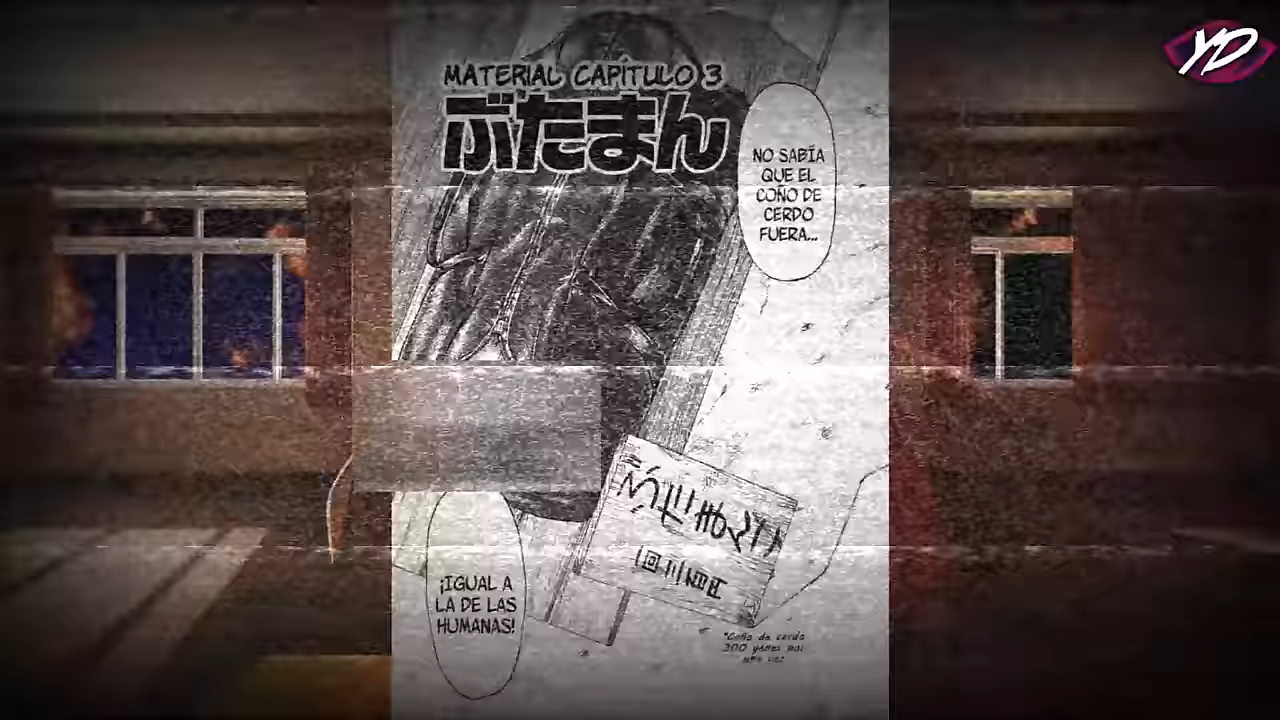 YD
MATERIAL CAPÍTULO 3
ぶたまん
NO SABÍA
QUE EL
COÑO DE
CERDO
FUERA...
¡IGUAL A
LA DE LAS
HUMANAS!
*Coño de cerdo
300 yenes por